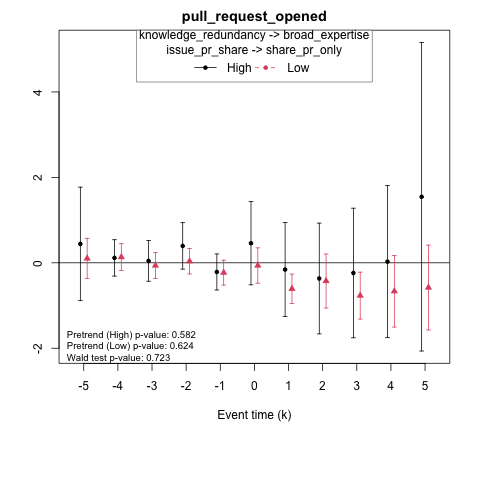 pull_request_opened
knowledge_redundancy -> broad_expertise
issue_pr_share -> share_pr_only
High Low
4
2
0
-2
Pretrend (High) p-value: 0.582
Pretrend (Low) p-value: 0.624
Wald test p-value: 0.723
-5 -4 -3 -2 -1 0 1 2 3 4 5
Event time (k)